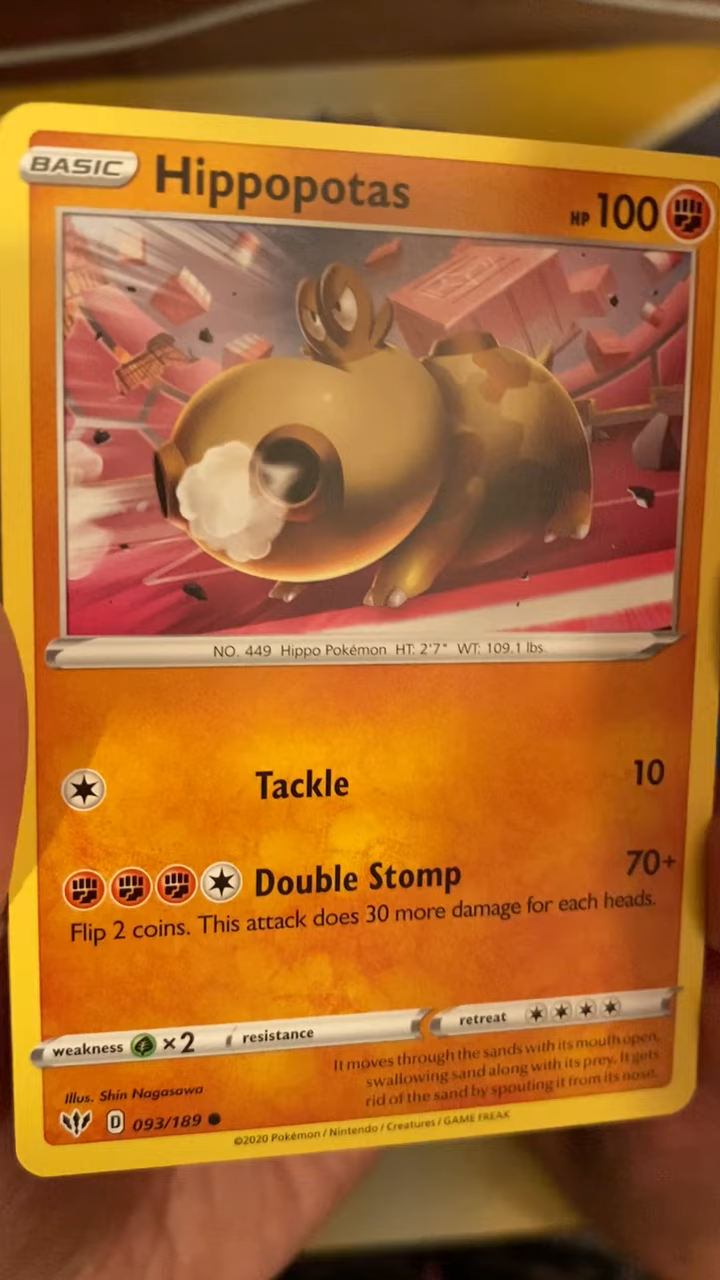 BASIC Hippopotas HP 100
NO. 449 Hippo Pokémon HT: 2'7" WT: 109.1 lbs.
Tackle 10
Double Stomp 70+
Flip 2 coins. This attack does 30 more damage for each heads.
weakness ×2 resistance retreat
It moves through the sands with its mouth open,
swallowing sand along with its prey. It gets
rid of the sand by spouting it from its nose.
Illus. Shin Nagasawa
D 093/189
©2020 Pokémon / Nintendo / Creatures / GAME FREAK